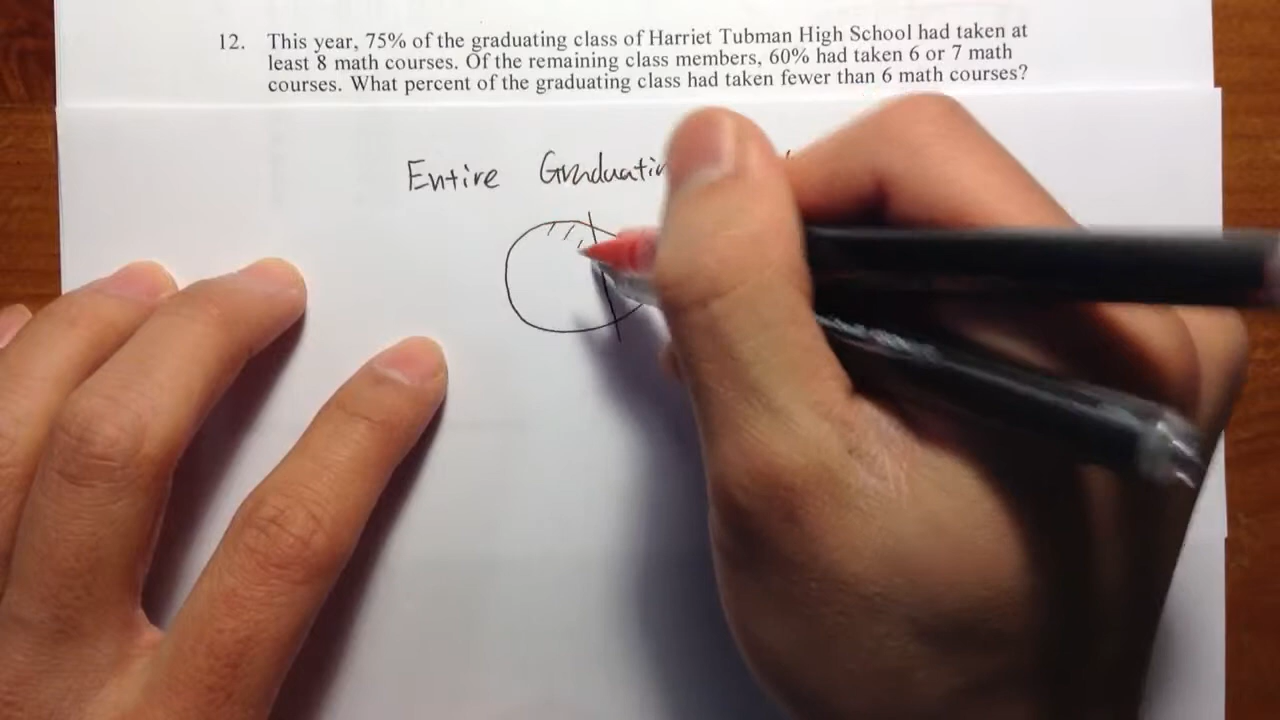 12. This year, 75% of the graduating class of Harriet Tubman High School had taken at
least 8 math courses. Of the remaining class members, 60% had taken 6 or 7 math
courses. What percent of the graduating class had taken fewer than 6 math courses?
Entire